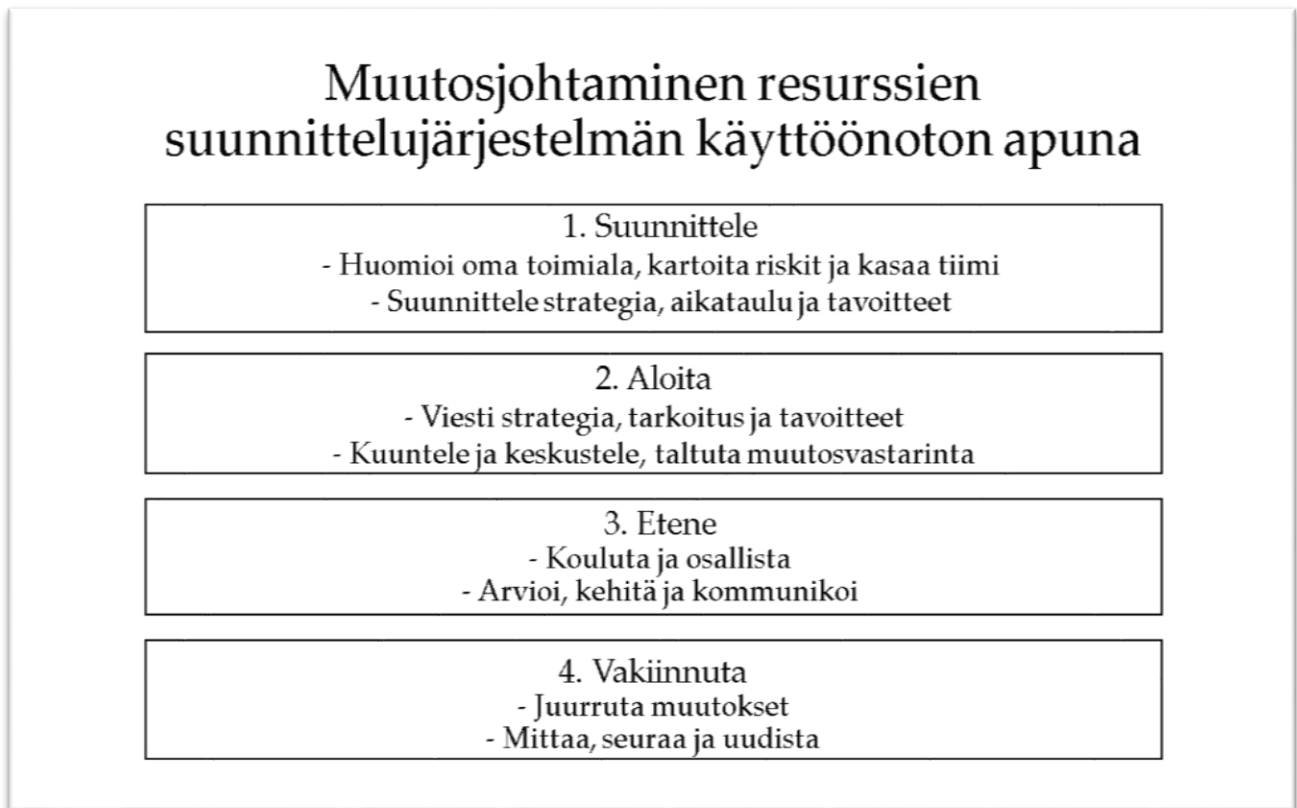 Muutosjohtaminen resurssien
suunnittelujärjestelmän käyttöönoton apuna
1. Suunnittele
- Huomioi oma toimiala, kartoita riskit ja kasaa tiimi
- Suunnittele strategia, aikataulu ja tavoitteet
2. Aloita
- Viesti strategia, tarkoitus ja tavoitteet
- Kuuntele ja keskustele, taltuta muutosvastarinta
3. Etene
- Kouluta ja osallista
- Arvioi, kehitä ja kommunikoi
4. Vakiinnuta
- Juurruta muutokset
- Mittaa, seuraa ja uudista